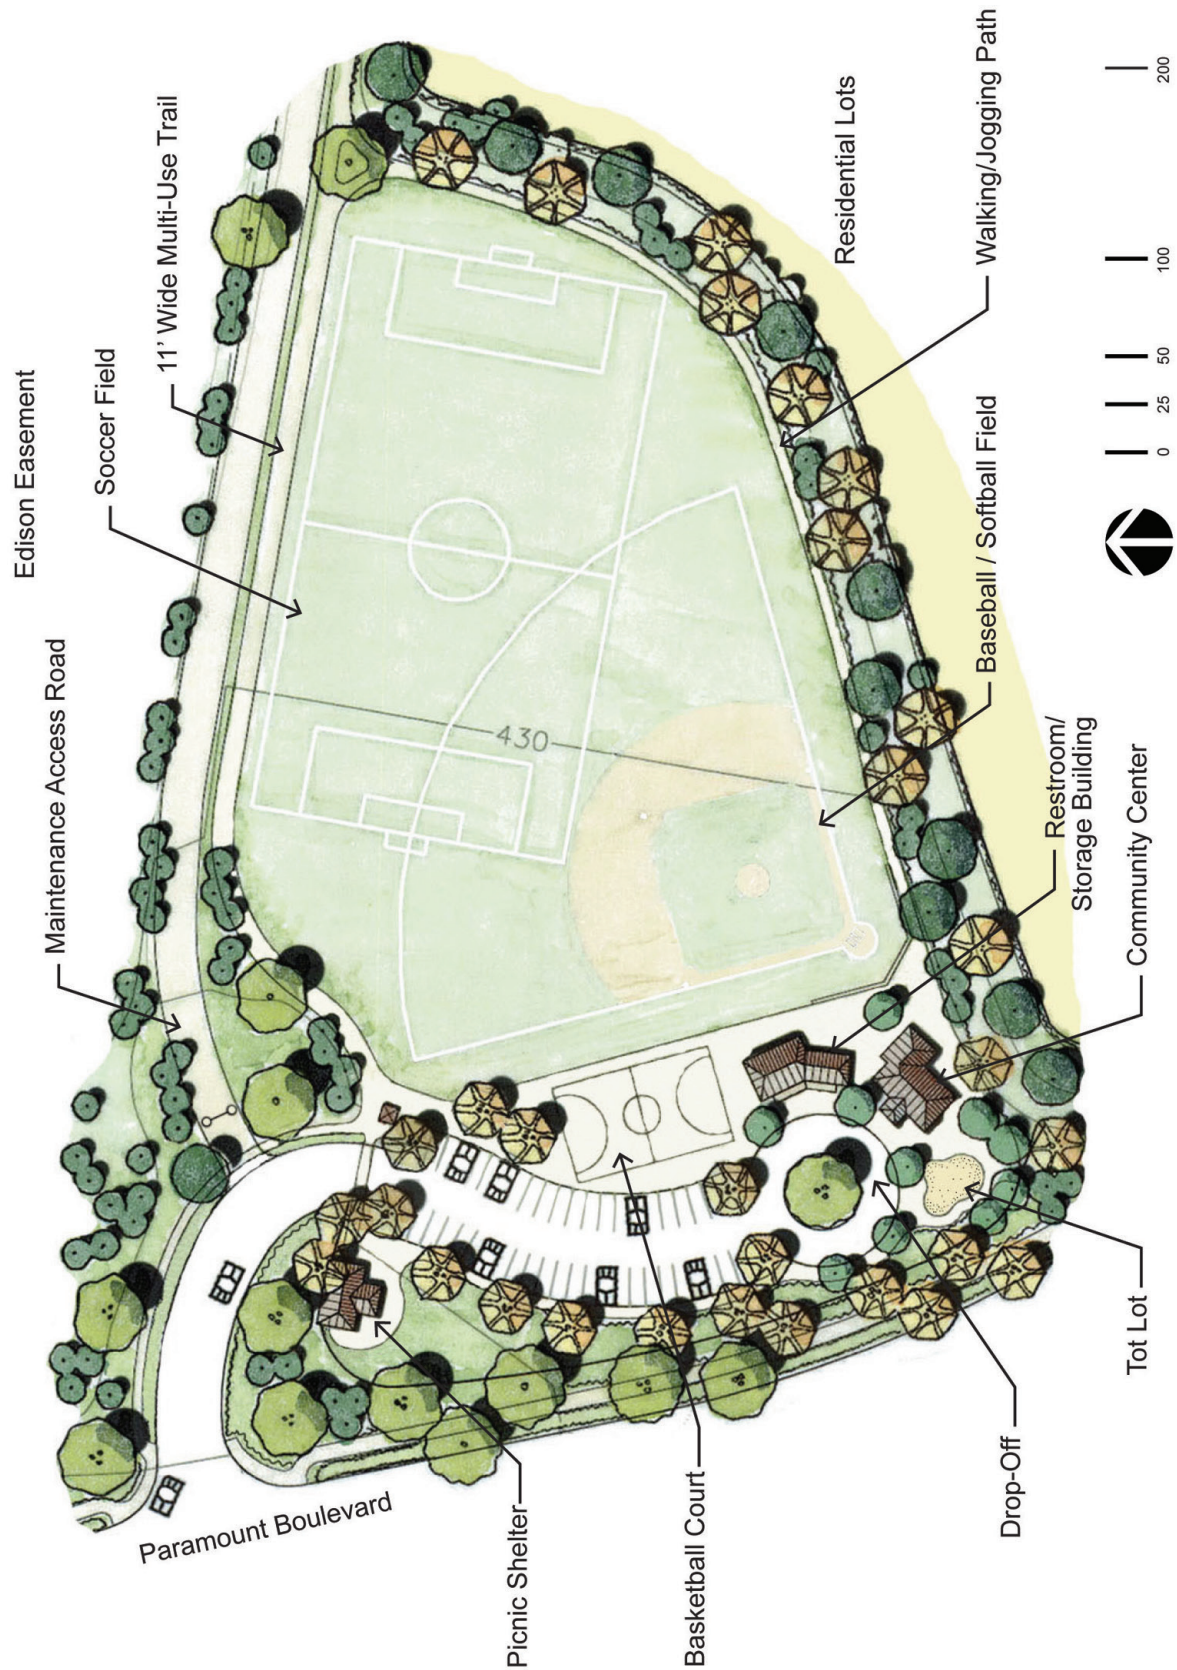 Edison Easement
Maintenance Access Road
Soccer Field
11' Wide Multi-Use Trail
430
Paramount Boulevard
Picnic Shelter
Basketball Court
Drop-Off
Tot Lot
Community Center
Restroom/
Storage Building
Baseball / Softball Field
Walking/Jogging Path
Residential Lots
0 25 50 100 200